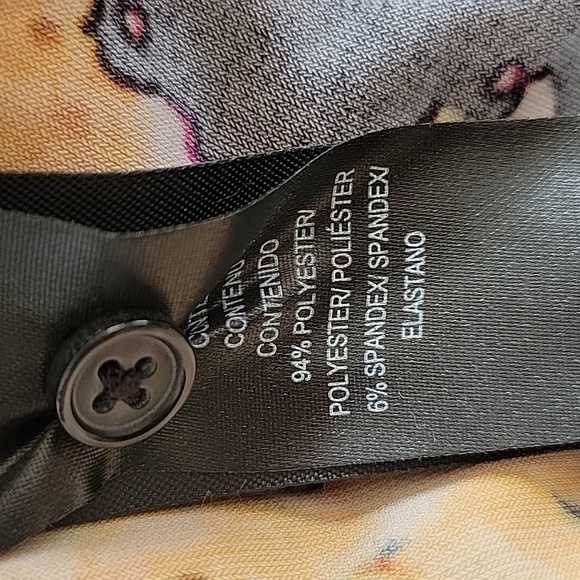 CONTENU
CONTENIDO
94% POLYESTER/
POLYESTER/ POLIÉSTER
6% SPANDEX/ SPANDEX/
ELASTANO